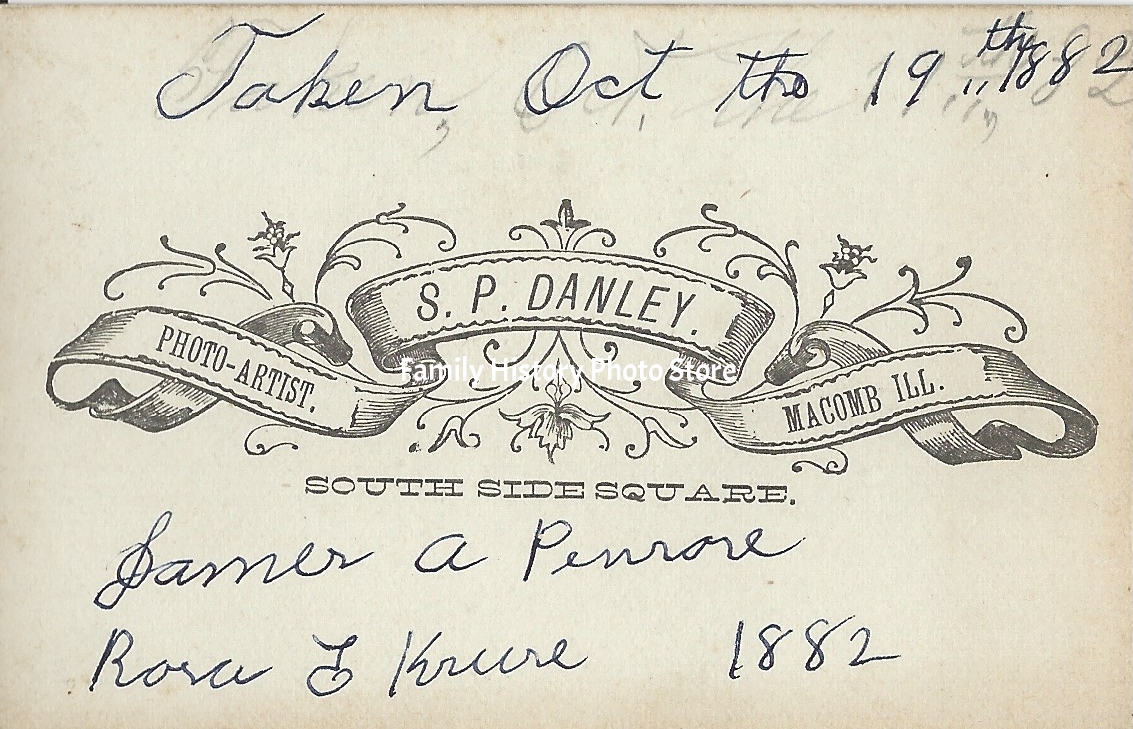 Taken Oct the 19th 1882
S. P. DANLEY.
PHOTO-ARTIST.
MACOMB ILL.
Family History Photo Store
SOUTH SIDE SQUARE.
James A Penrose
Rosa E Kruse 1882